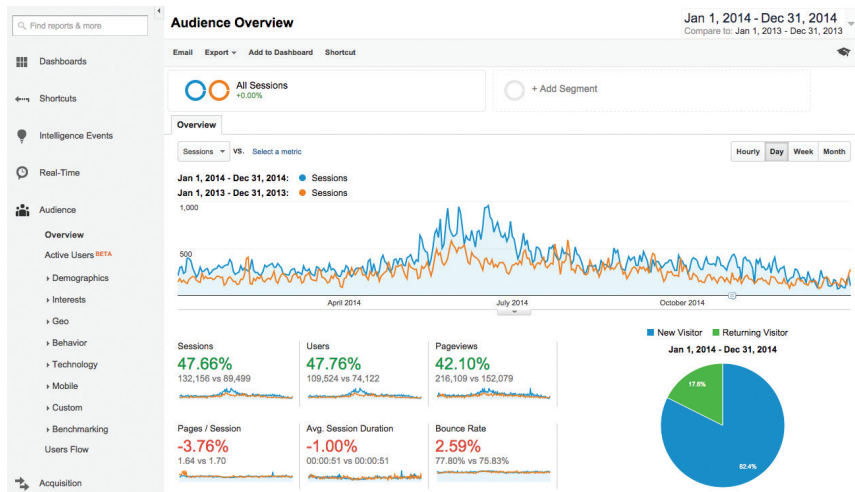 Find reports & more
Dashboards
Shortcuts
Intelligence Events
Real-Time
Audience
Overview
Active Users BETA
Demographics
Interests
Geo
Behavior
Technology
Mobile
Custom
Benchmarking
Users Flow
Acquisition
Audience Overview
Jan 1, 2014 - Dec 31, 2014
Compare to: Jan 1, 2013 - Dec 31, 2013
Email Export Add to Dashboard Shortcut
All Sessions
+0.00%
+ Add Segment
Overview
Sessions VS. Select a metric
Hourly Day Week Month
Jan 1, 2014 - Dec 31, 2014: Sessions
Jan 1, 2013 - Dec 31, 2013: Sessions
1,000
500
April 2014 July 2014 October 2014
Sessions
47.66%
132,156 vs 89,499
Users
47.76%
109,524 vs 74,122
Pageviews
42.10%
216,109 vs 152,079
Pages / Session
-3.76%
1.64 vs 1.70
Avg. Session Duration
-1.00%
00:00:51 vs 00:00:51
Bounce Rate
2.59%
77.80% vs 75.83%
New Visitor Returning Visitor
Jan 1, 2014 - Dec 31, 2014
17.6%
82.4%